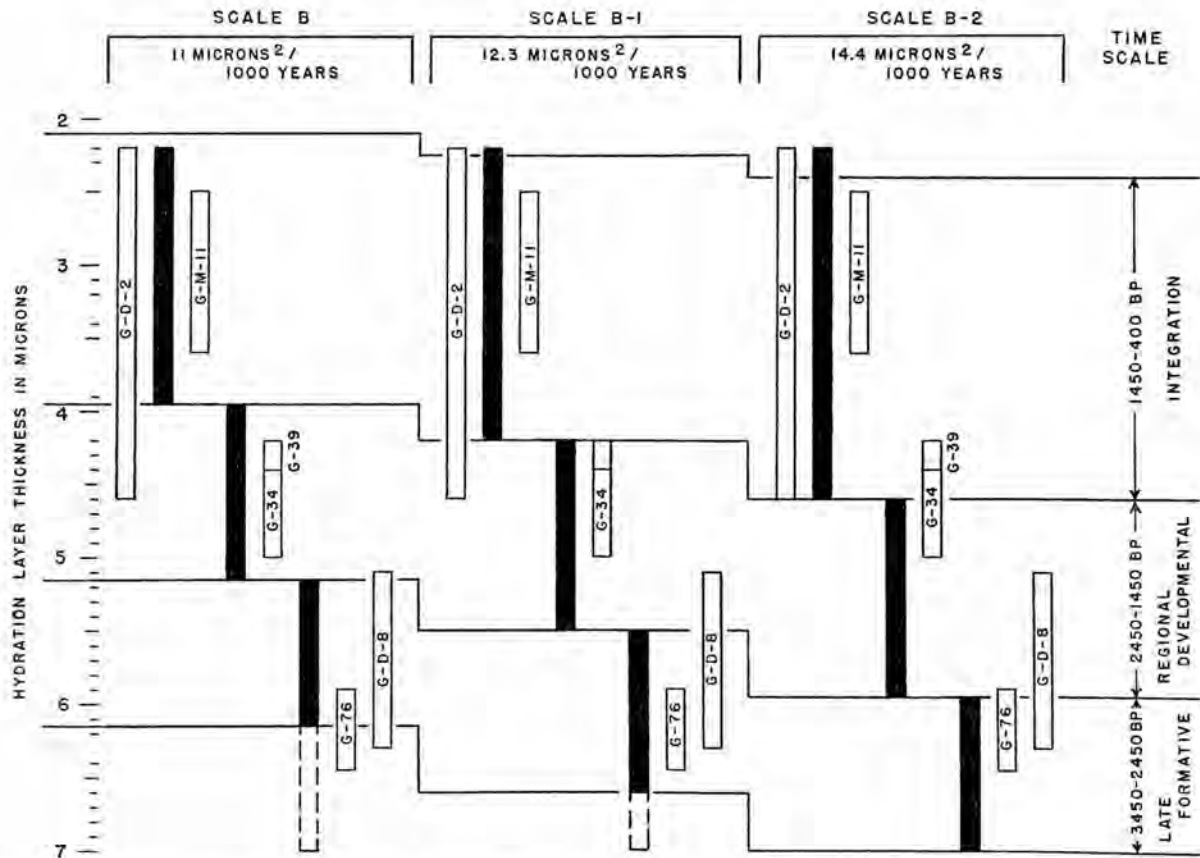 SCALE B
SCALE B-1
SCALE B-2
TIME
SCALE
11 MICRONS²/
1000 YEARS
12.3 MICRONS²/
1000 YEARS
14.4 MICRONS²/
1000 YEARS
HYDRATION LAYER THICKNESS IN MICRONS
2
3
4
5
6
7
G-D-2
G-M-11
G-39
G-34
G-76
G-D-8
G-D-2
G-M-11
G-34
G-76
G-D-8
G-D-2
G-M-11
G-39
G-34
G-76
G-D-8
1450-400 BP
INTEGRATION
2450-1450 BP
REGIONAL
DEVELOPMENTAL
3450-2450BP
LATE
FORMATIVE